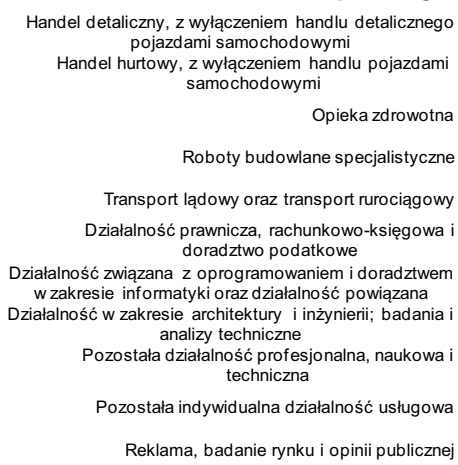 Handel detaliczny, z wyłączeniem handlu detalicznego
pojazdami samochodowymi
Handel hurtowy, z wyłączeniem handlu pojazdami
samochodowymi
Opieka zdrowotna
Roboty budowlane specjalistyczne
Transport lądowy oraz transport rurociągowy
Działalność prawnicza, rachunkowo-księgowa i
doradztwo podatkowe
Działalność związana z oprogramowaniem i doradztwem
w zakresie informatyki oraz działalność powiązana
Działalność w zakresie architektury i inżynierii; badania i
analizy techniczne
Pozostała działalność profesjonalna, naukowa i
techniczna
Pozostała indywidualna działalność usługowa
Reklama, badanie rynku i opinii publicznej